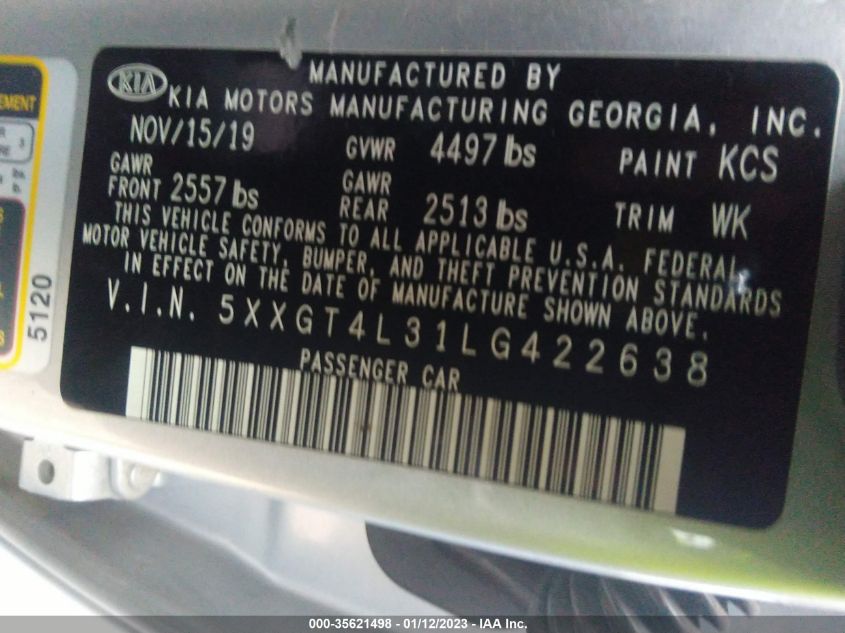 KIA
MANUFACTURED BY
KIA MOTORS MANUFACTURING GEORGIA, INC.
NOV/15/19 GVWR 4497 lbs PAINT KCS
GAWR FRONT 2557 lbs GAWR REAR 2513 lbs TRIM WK
THIS VEHICLE CONFORMS TO ALL APPLICABLE U.S.A. FEDERAL
MOTOR VEHICLE SAFETY, BUMPER, AND THEFT PREVENTION STANDARDS
IN EFFECT ON THE DATE OF MANUFACTURE SHOWN ABOVE.
V.I.N. 5XXGT4L31LG422638
PASSENGER CAR
5120
000-35621498 - 01/12/2023 - IAA Inc.